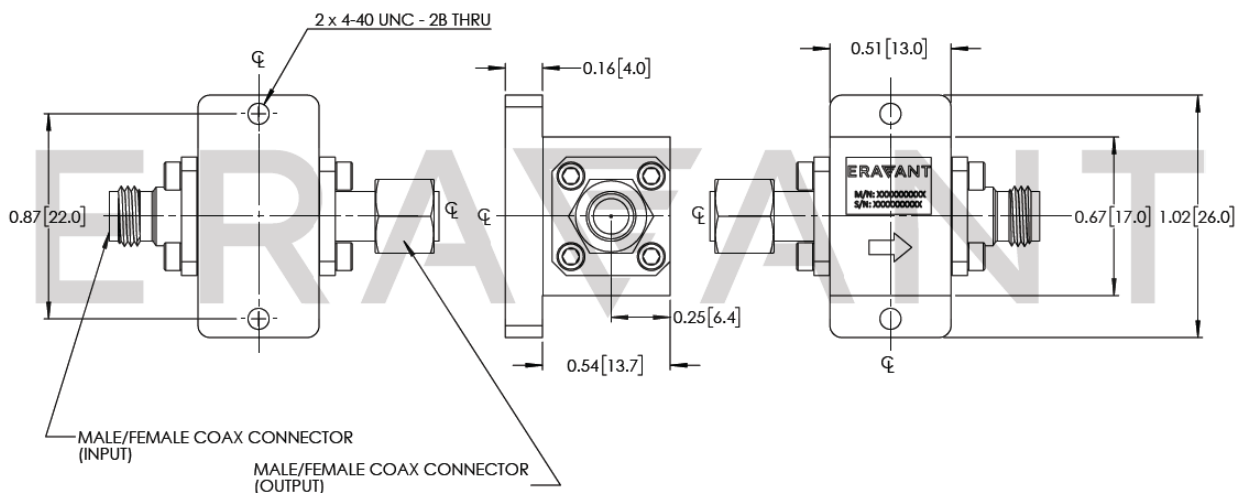 2 x 4-40 UNC - 2B THRU
0.51[13.0]
0.16[4.0]
℄
ERAVANT
ERAVANT
M/N: XXXXXXXXXX
S/N: XXXXXXXXXX
0.87[22.0]
℄
℄
℄
0.67[17.0]
1.02[26.0]
0.25[6.4]
0.54[13.7]
℄
MALE/FEMALE COAX CONNECTOR
(INPUT)
MALE/FEMALE COAX CONNECTOR
(OUTPUT)